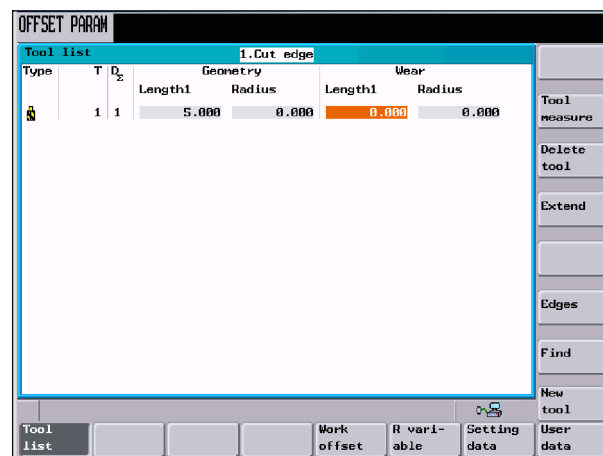 OFFSET PARAM
Tool list 1.Cut edge
Type T DΣ Geometry Wear
Length1 Radius Length1 Radius
1 1 5.000 0.000 0.000 0.000
Tool measure
Delete tool
Extend
Edges
Find
New tool
Tool list
Work offset
R vari- able
Setting data
User data